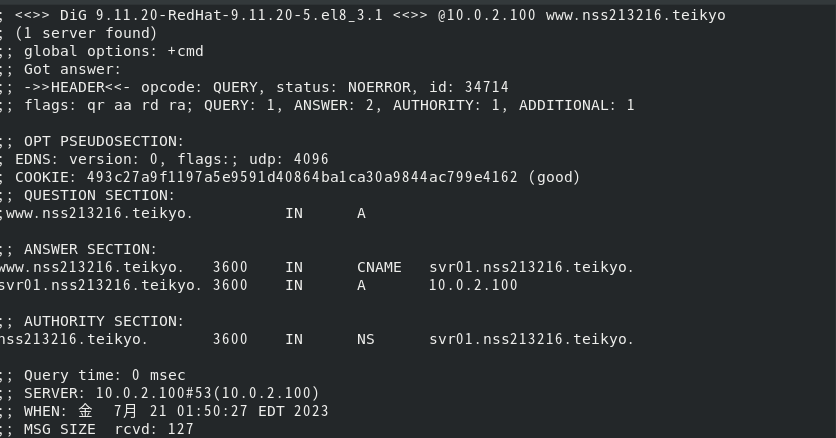 ; <<>> DiG 9.11.20-RedHat-9.11.20-5.el8_3.1 <<>> @10.0.2.100 www.nss213216.teikyo
; (1 server found)
;; global options: +cmd
;; Got answer:
;; ->>HEADER<<- opcode: QUERY, status: NOERROR, id: 34714
;; flags: qr aa rd ra; QUERY: 1, ANSWER: 2, AUTHORITY: 1, ADDITIONAL: 1
;; OPT PSEUDOSECTION:
; EDNS: version: 0, flags:; udp: 4096
; COOKIE: 493c27a9f1197a5e9591d40864ba1ca30a9844ac799e4162 (good)
;; QUESTION SECTION:
;www.nss213216.teikyo. IN A
;; ANSWER SECTION:
www.nss213216.teikyo. 3600 IN CNAME svr01.nss213216.teikyo.
svr01.nss213216.teikyo. 3600 IN A 10.0.2.100
;; AUTHORITY SECTION:
nss213216.teikyo. 3600 IN NS svr01.nss213216.teikyo.
;; Query time: 0 msec
;; SERVER: 10.0.2.100#53(10.0.2.100)
;; WHEN: 金 7月 21 01:50:27 EDT 2023
;; MSG SIZE rcvd: 127